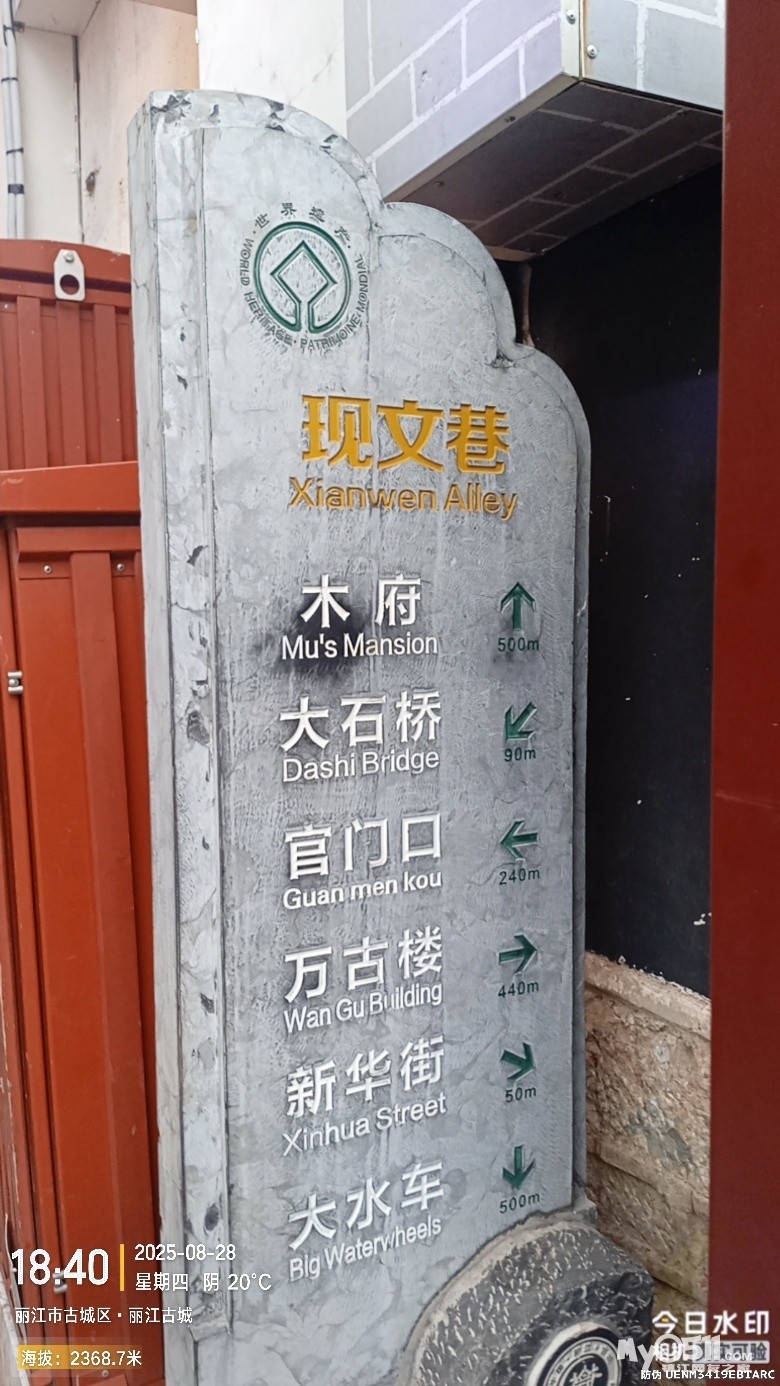 ·世界遗产·
WORLD HERITAGE · PATRIMOINE MONDIAL
现文巷
Xianwen Alley
木府
Mu's Mansion
500m
大石桥
Dashi Bridge
90m
官门口
Guan men kou
240m
万古楼
Wan Gu Building
440m
新华街
Xinhua Street
50m
大水车
Big Waterwheels
500m
18:40
2025-08-28
星期四 阴 20°C
丽江市古城区·丽江古城
海拔：2368.7米
今日水印
防伪 UENM3419EBTARC